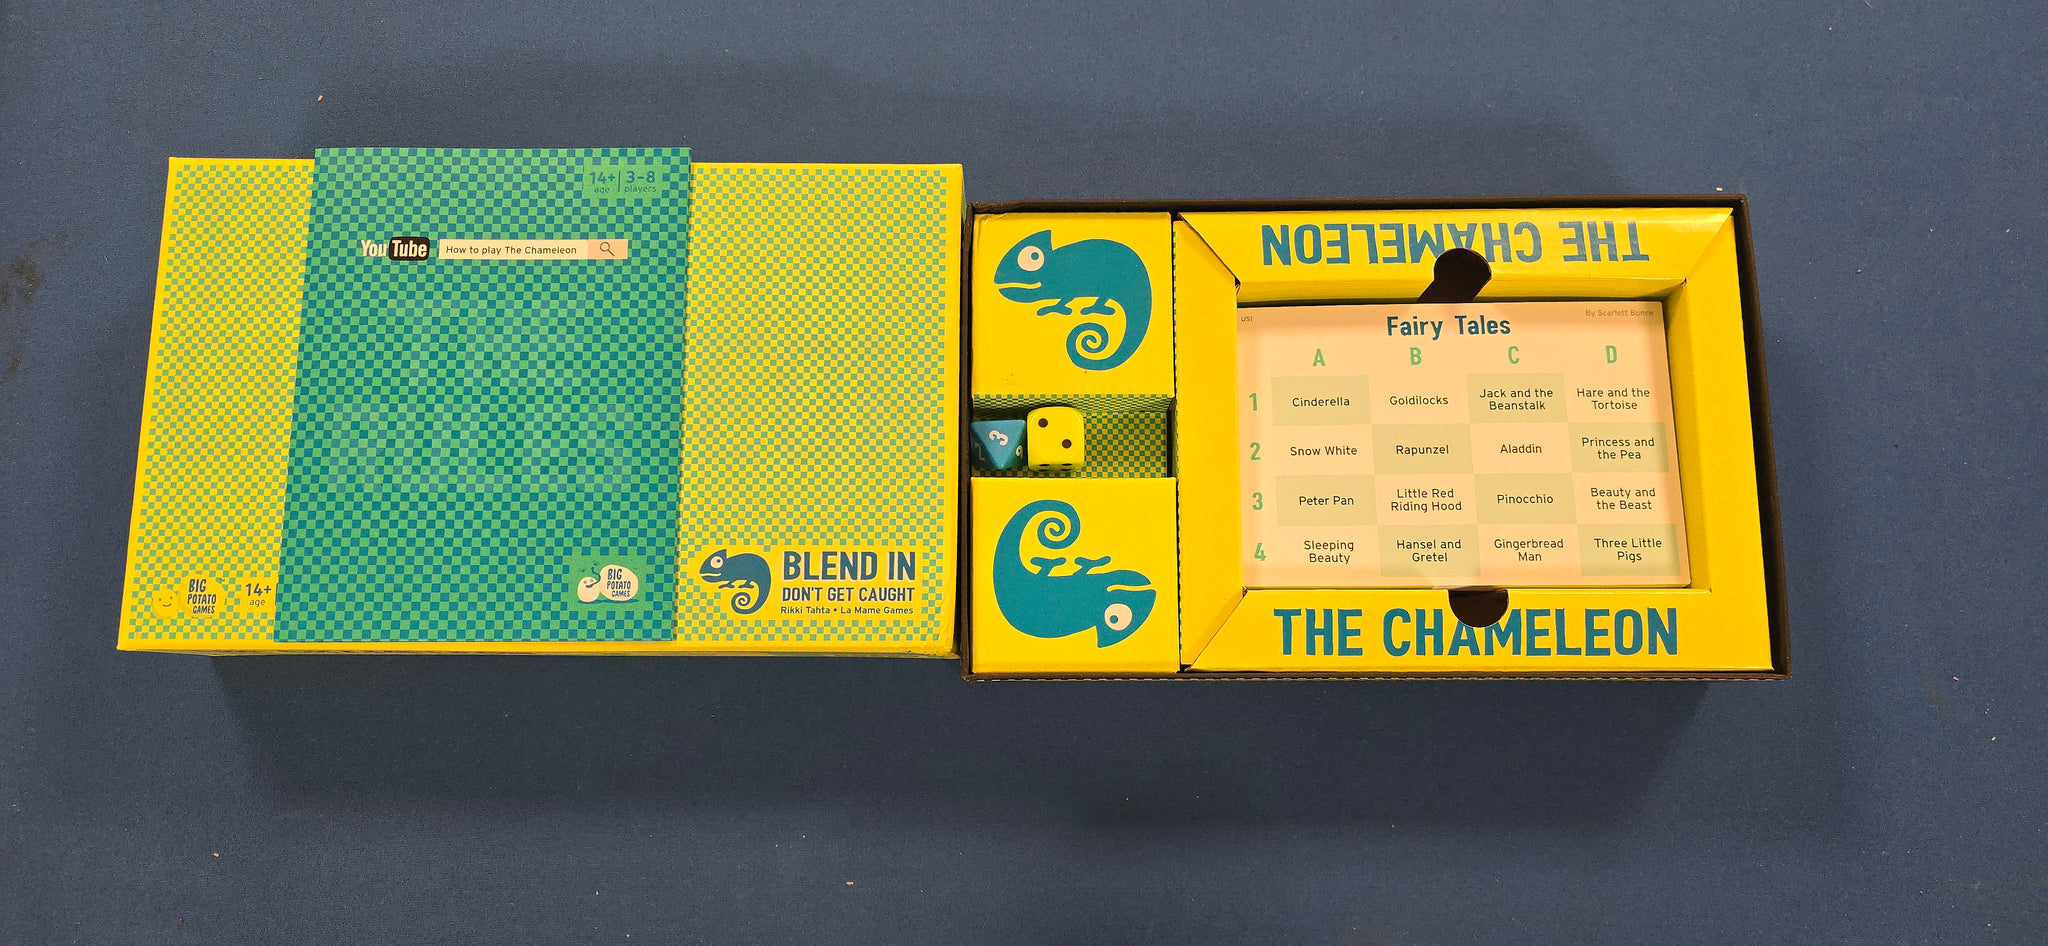 14+ 3-8
age players
YouTube How to play The Chameleon
BIG
POTATO
GAMES
BIG
POTATO
GAMES
14+
age
BLEND IN
DON'T GET CAUGHT
Rikki Tahta • La Mame Games
3
THE CHAMELEON
US1
By Scarlett Bunce
Fairy Tales
A B C D
1 Cinderella Goldilocks Jack and the Beanstalk Hare and the Tortoise
2 Snow White Rapunzel Aladdin Princess and the Pea
3 Peter Pan Little Red Riding Hood Pinocchio Beauty and the Beast
4 Sleeping Beauty Hansel and Gretel Gingerbread Man Three Little Pigs
THE CHAMELEON